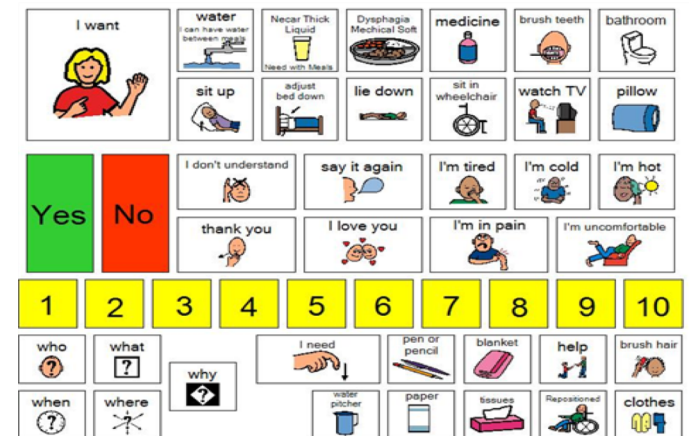 I want
water
I can have water
between meals
Necar Thick
Liquid
Need with Meals
Dysphagia
Mechical Soft
medicine
brush teeth
bathroom
sit up
adjust
bed down
lie down
sit in
wheelchair
watch TV
pillow
Yes
No
I don't understand
say it again
I'm tired
I'm cold
I'm hot
thank you
I love you
I'm in pain
I'm uncomfortable
1
2
3
4
5
6
7
8
9
10
who
what
why
I need
pen or
pencil
blanket
help
brush hair
when
where
water
pitcher
paper
tissues
Repositioned
clothes